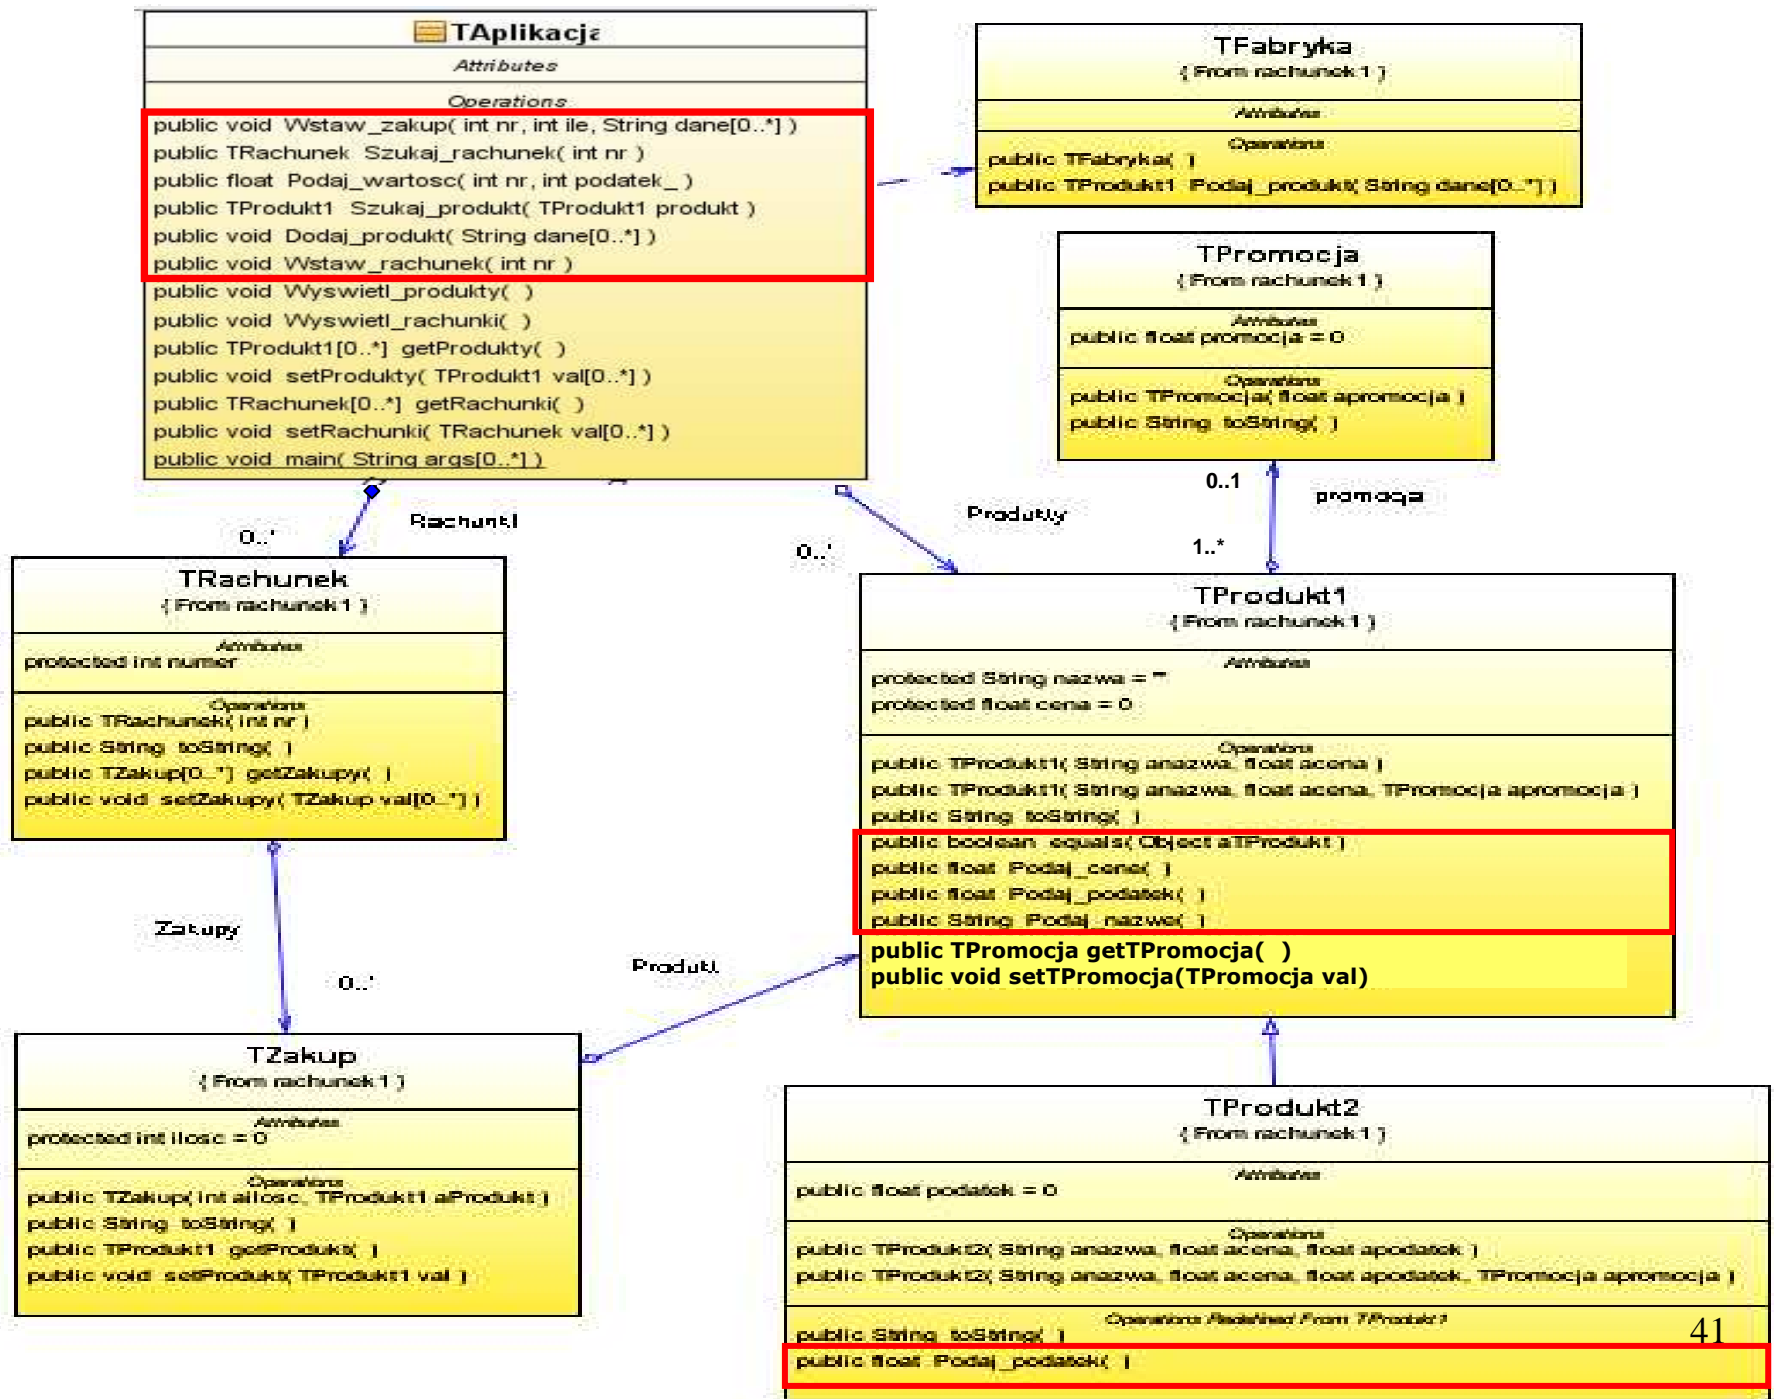 TAplikacja
Attributes
Operations
public void Wstaw_zakup( int nr, int ile, String dane[0..*] )
public TRachunek Szukaj_rachunek( int nr )
public float Podaj_wartosc( int nr, int podatek_ )
public TProdukt1 Szukaj_produkt( TProdukt1 produkt )
public void Dodaj_produkt( String dane[0..*] )
public void Wstaw_rachunek( int nr )
public void Wyswietl_produkty( )
public void Wyswietl_rachunki( )
public TProdukt1[0..*] getProdukty( )
public void setProdukty( TProdukt1 val[0..*] )
public TRachunek[0..*] getRachunki( )
public void setRachunki( TRachunek val[0..*] )
public void main( String args[0..*] )
TFabryka
{ From rachunek1 }
Attributes
Operations
public TFabryka( )
public TProdukt1 Podaj_produkt( String dane[0..*] )
TPromocja
{ From rachunek1 }
Attributes
public float promocja = 0
Operations
public TPromocja( float apromocja )
public String toString( )
0..1
promocja
1..*
Rachunki
0..*
Produkty
0..*
TRachunek
{ From rachunek1 }
Attributes
protected int numer
Operations
public TRachunek( int nr )
public String toString( )
public TZakup[0..*] getZakupy( )
public void setZakupy( TZakup val[0..*] )
TProdukt1
{ From rachunek1 }
Attributes
protected String nazwa = ""
protected float cena = 0
Operations
public TProdukt1( String anazwa, float acena )
public TProdukt1( String anazwa, float acena, TPromocja apromocja )
public String toString( )
public boolean equals( Object aTProdukt )
public float Podaj_cene( )
public float Podaj_podatek( )
public String Podaj_nazwe( )
public TPromocja getTPromocja( )
public void setTPromocja(TPromocja val)
Zakupy
0..*
Produkt
TZakup
{ From rachunek1 }
Attributes
protected int ilosc = 0
Operations
public TZakup( int ailosc, TProdukt1 aProdukt )
public String toString( )
public TProdukt1 getProdukt( )
public void setProdukt( TProdukt1 val )
TProdukt2
{ From rachunek1 }
Attributes
public float podatek = 0
Operations
public TProdukt2( String anazwa, float acena, float apodatek )
public TProdukt2( String anazwa, float acena, float apodatek, TPromocja apromocja )
Operations Redefined From TProdukt1
public String toString( )
public float Podaj_podatek( )
41